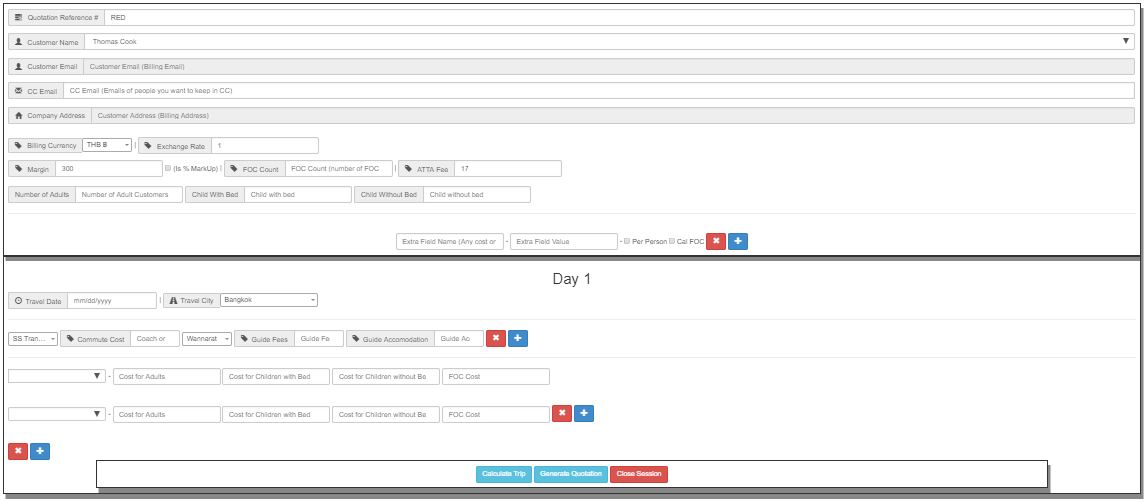 Quotation Reference # RED
Customer Name Thomas Cook
Customer Email Customer Email (Billing Email)
CC Email CC Email (Emails of people you want to keep in CC)
Company Address Customer Address (Billing Address)
Billing Currency THB ฿ | Exchange Rate 1
Margin 300 (Is % MarkUp) | FOC Count FOC Count (number of FOC | ATTA Fee 17
Number of Adults Number of Adult Customers Child With Bed Child with bed Child Without Bed Child without bed
Extra Field Name (Any cost or - Extra Field Value - Per Person Cal FOC
Day 1
Travel Date mm/dd/yyyy | Travel City Bangkok
SS Tran... Commute Cost Coach or Wannarat Guide Fees Guide Fe Guide Accomodation Guide Ac
- Cost for Adults Cost for Children with Bed Cost for Children without Be FOC Cost
- Cost for Adults Cost for Children with Bed Cost for Children without Be FOC Cost
Calculate Trip Generate Quotation Close Session